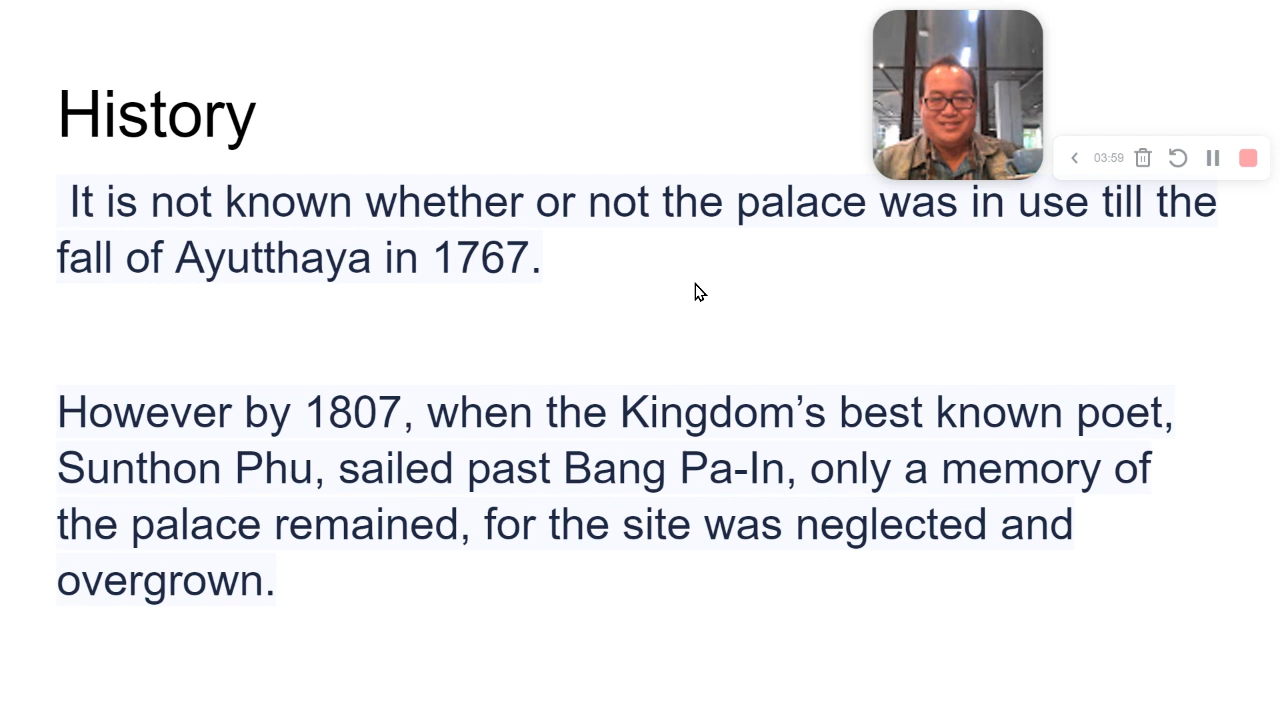 History
03:59
It is not known whether or not the palace was in use till the
fall of Ayutthaya in 1767.
However by 1807, when the Kingdom’s best known poet,
Sunthon Phu, sailed past Bang Pa-In, only a memory of
the palace remained, for the site was neglected and
overgrown.